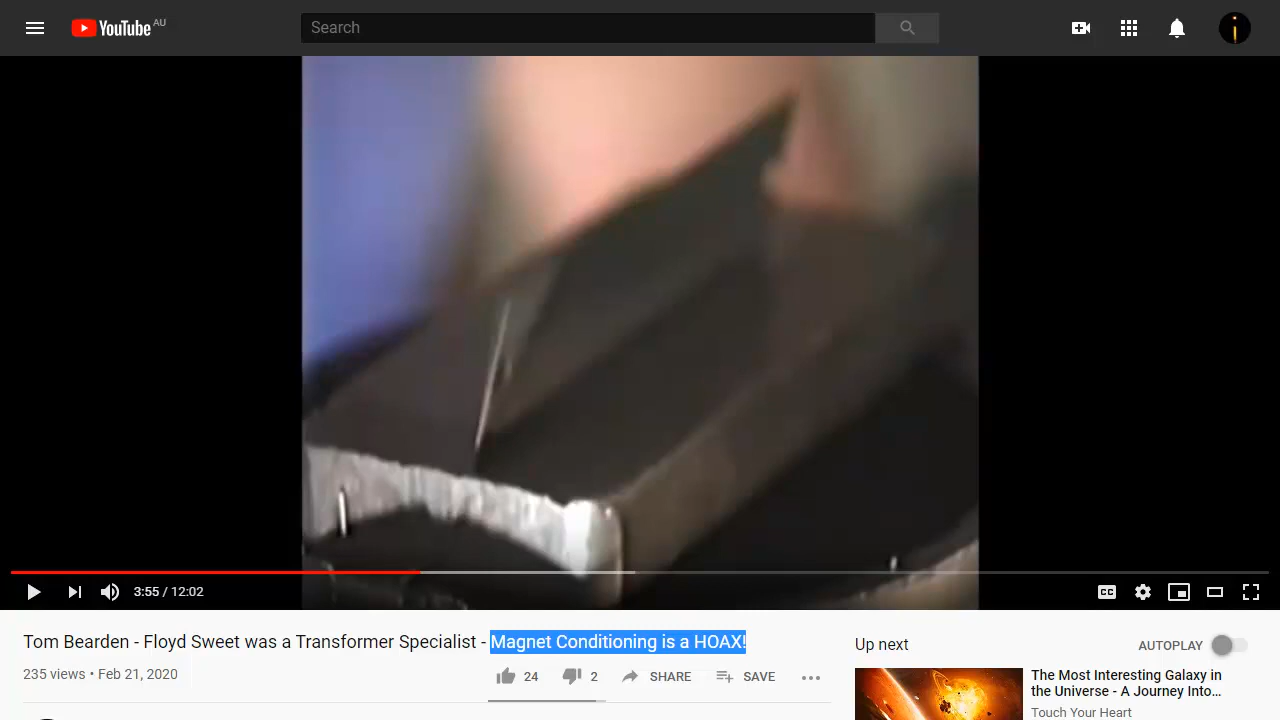 YouTube AU
Search
3:55 / 12:02
CC
Tom Bearden - Floyd Sweet was a Transformer Specialist - Magnet Conditioning is a HOAX!
235 views • Feb 21, 2020
24
2
SHARE
SAVE
Up next
AUTOPLAY
The Most Interesting Galaxy in
the Universe - A Journey Into...
Touch Your Heart